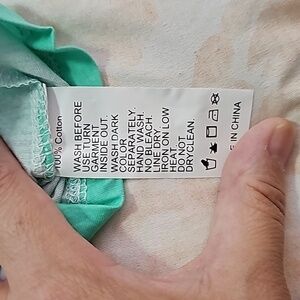 100% Cotton
WASH BEFORE
USE TURN
GARMENT
INSIDE OUT.
WASH DARK
COLOR
SEPARATELY.
HAND WASH.
NO BLEACH.
LINE DRY.
IRON ON LOW
HEAT
DO NOT
DRYCLEAN.
IN CHINA